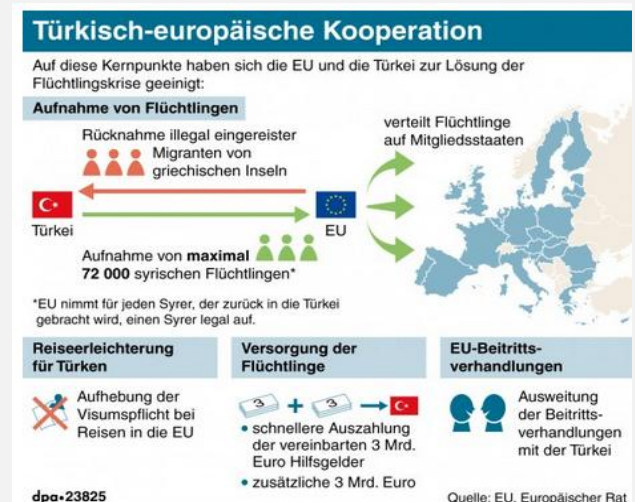 Türkisch-europäische Kooperation
Auf diese Kernpunkte haben sich die EU und die Türkei zur Lösung der
Flüchtlingskrise geeinigt:
Aufnahme von Flüchtlingen
Rücknahme illegal eingereister
Migranten von
griechischen Inseln
verteilt Flüchtlinge
auf Mitgliedsstaaten
Türkei
EU
Aufnahme von maximal
72 000 syrischen Flüchtlingen*
*EU nimmt für jeden Syrer, der zurück in die Türkei
gebracht wird, einen Syrer legal auf.
Reiseerleichterung
für Türken
Aufhebung der
Visumspflicht bei
Reisen in die EU
Versorgung der
Flüchtlinge
3 + 3
• schnellere Auszahlung
der vereinbarten 3 Mrd.
Euro Hilfsgelder
• zusätzliche 3 Mrd. Euro
EU-Beitritts-
verhandlungen
Ausweitung
der Beitritts-
verhandlungen
mit der Türkei
dpa•23825
Quelle: EU, Europäischer Rat